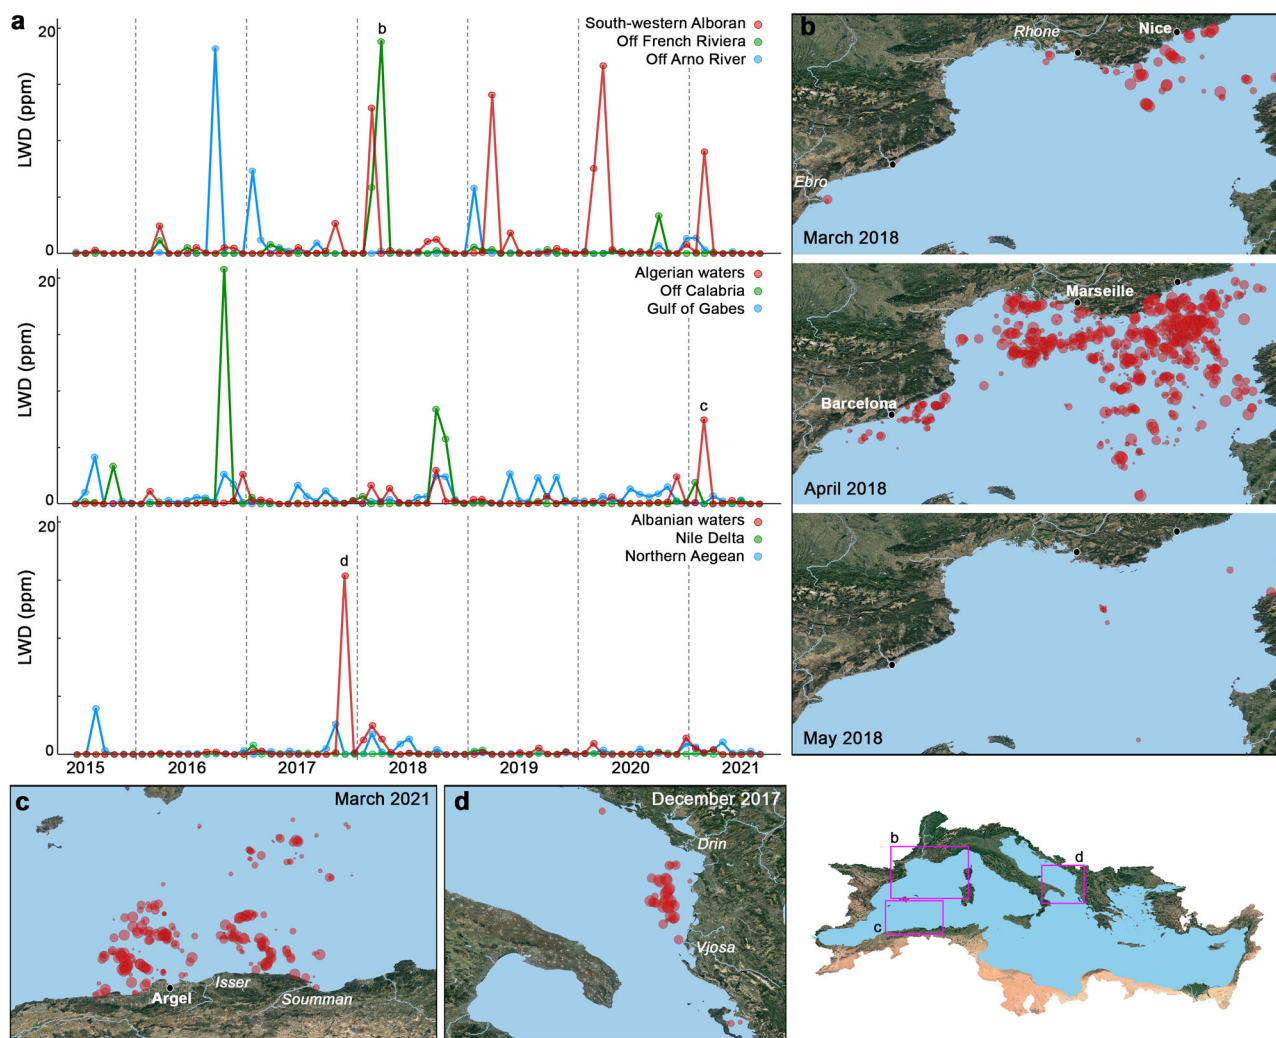 a
20
LWD (ppm)
0
b
South-western Alboran
Off French Riviera
Off Arno River
20
LWD (ppm)
0
Algerian waters
Off Calabria
Gulf of Gabes
c
20
LWD (ppm)
0
Albanian waters
Nile Delta
Northern Aegean
d
2015 2016 2017 2018 2019 2020 2021
b
Rhone
Nice
Ebro
March 2018
Marseille
Barcelona
April 2018
May 2018
c
March 2021
Argel
Isser
Soumman
d
December 2017
Drin
Vjosa
b
d
c